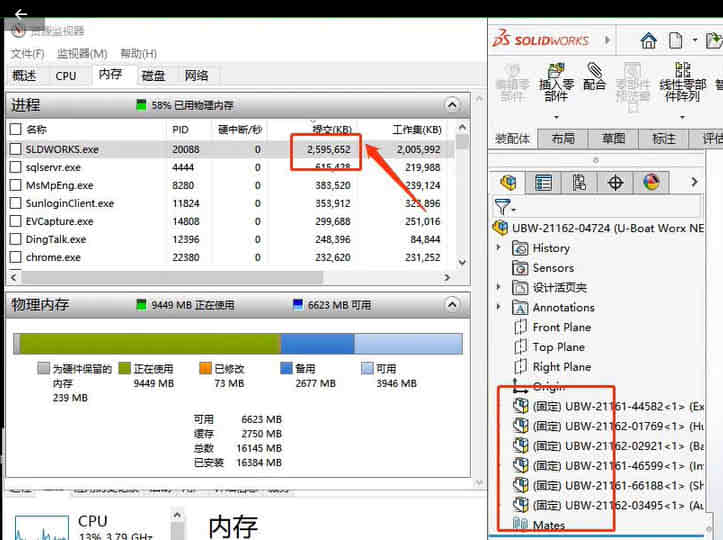 资源监视器
文件(F) 监视器(M) 帮助(H)
概述 CPU 内存 磁盘 网络
进程 58% 已用物理内存
名称 PID 硬中断/秒 提交(KB) 工作集(KB)
SLDWORKS.exe 20088 0 2,595,652 2,005,992
sqlservr.exe 4444 0 615,428 219,988
MsMpEng.exe 8280 0 383,520 239,124
SunloginClient.exe 11824 0 353,912 323,896
EVCapture.exe 14808 0 299,688 251,016
DingTalk.exe 12396 0 248,396 84,844
chrome.exe 22380 0 232,620 231,252
物理内存 9449 MB 正在使用 6623 MB 可用
为硬件保留的内存 239 MB
正在使用 9449 MB
已修改 73 MB
备用 2677 MB
可用 3946 MB
可用 6623 MB
缓存 2750 MB
总数 16145 MB
已安装 16384 MB
CPU
13% 3.79 GHz
内存
SOLIDWORKS
编辑零部件 插入零部件 配合 零部件预览窗口 线性零部件阵列
装配体 布局 草图 标注 评估
UBW-21162-04724 (U-Boat Worx NE
History
Sensors
设计活页夹
Annotations
Front Plane
Top Plane
Right Plane
Origin
(固定) UBW-21161-44582<1> (Ex
(固定) UBW-21162-01769<1> (Hu
(固定) UBW-21162-02921<1> (Ba
(固定) UBW-21161-46599<1> (In
(固定) UBW-21161-66188<1> (Sh
(固定) UBW-21162-03495<1> (Au
Mates